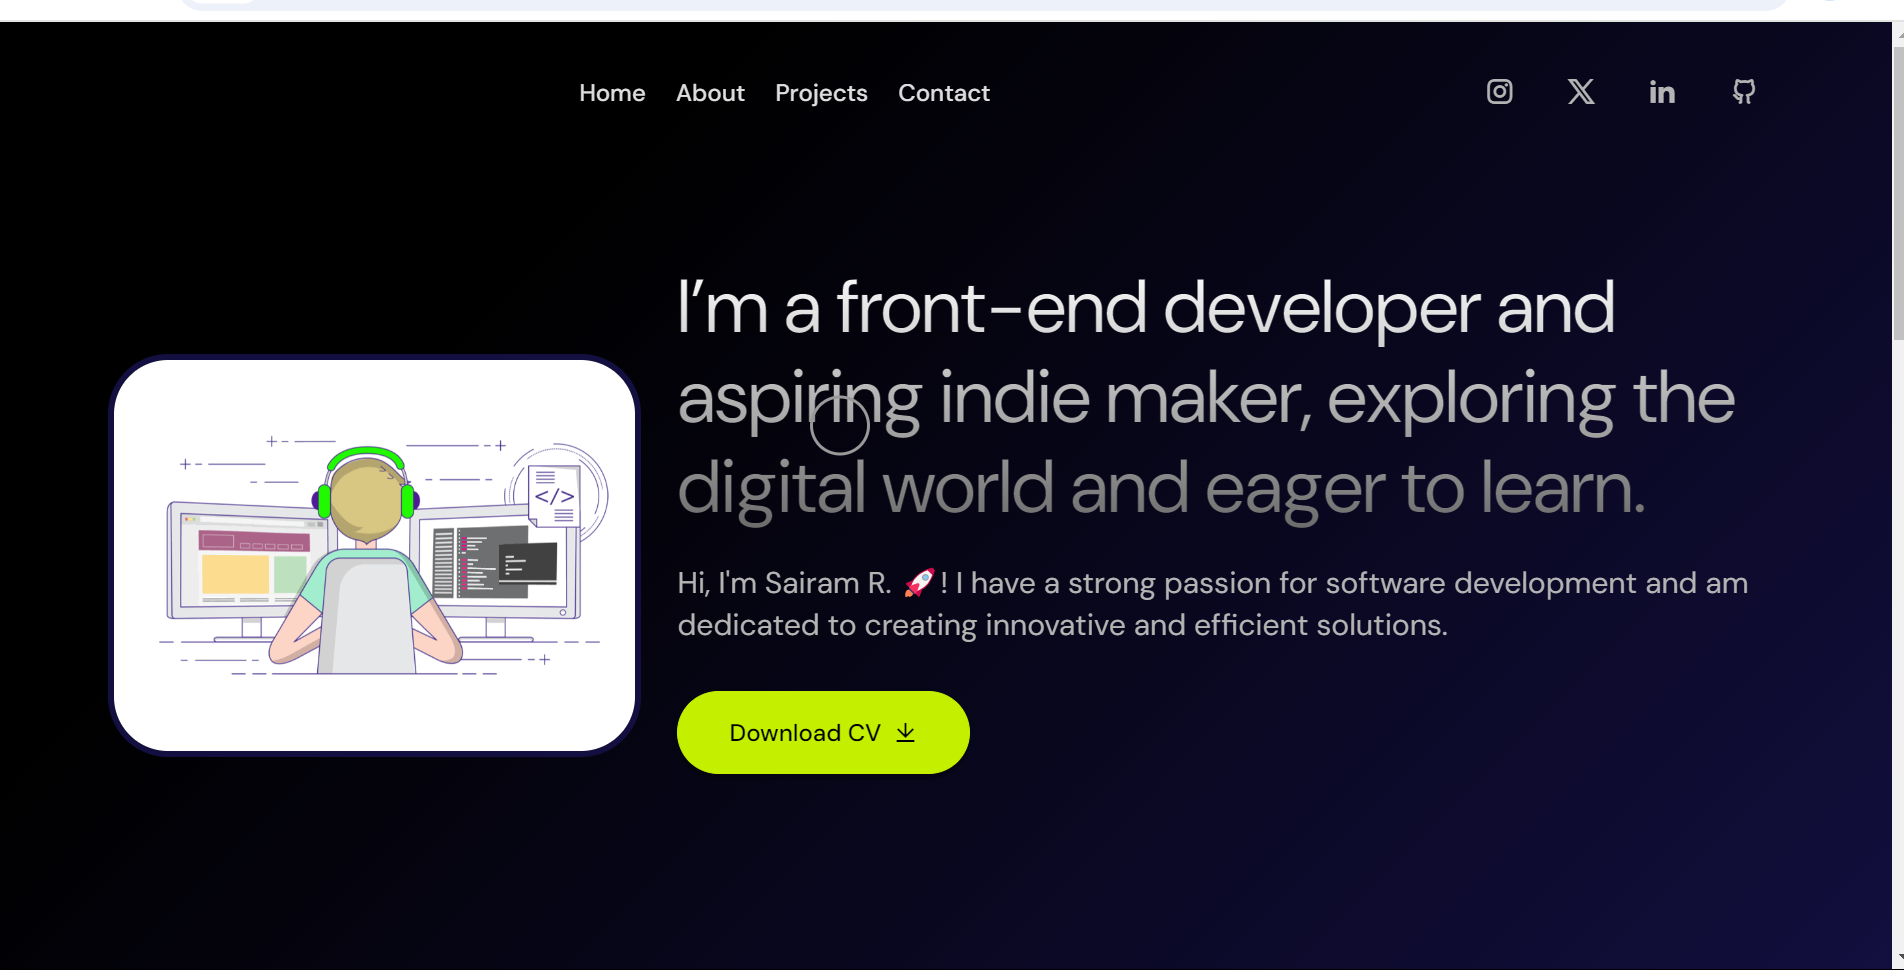 Home About Projects Contact
I’m a front-end developer and
aspiring indie maker, exploring the
digital world and eager to learn.
</>
Hi, I'm Sairam R. 🚀! I have a strong passion for software development and am
dedicated to creating innovative and efficient solutions.
Download CV